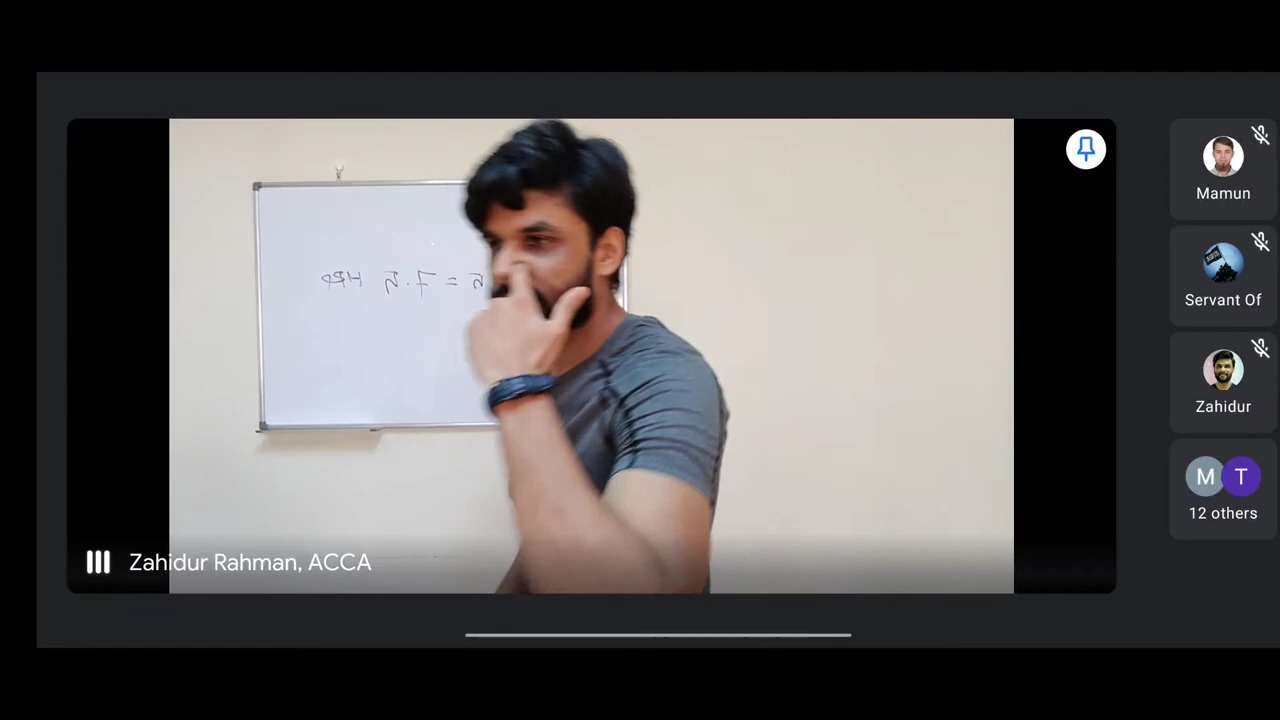 Mamun
Servant Of
Zahidur
M T
12 others
Zahidur Rahman, ACCA